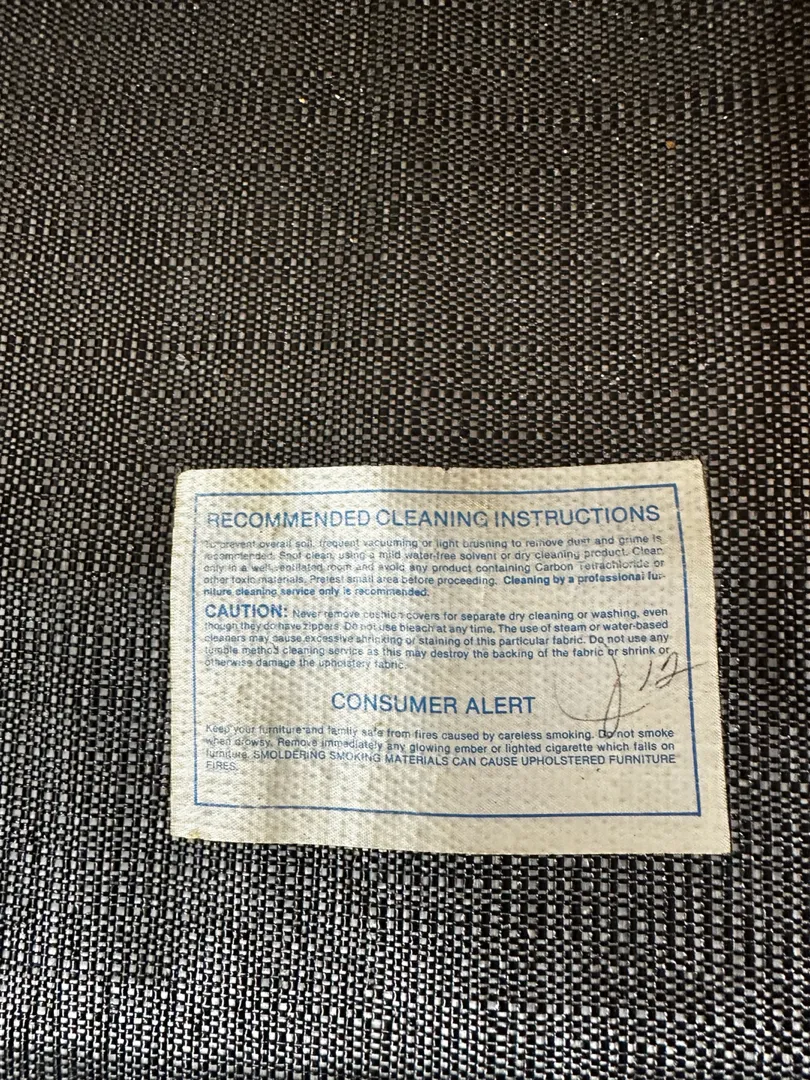 RECOMMENDED CLEANING INSTRUCTIONS
To prevent overall soil, frequent vacuuming or light brushing to remove dust and grime is
recommended. Spot clean, using a mild water-free solvent or dry cleaning product. Clean
only in a well ventilated room and avoid any product containing Carbon Tetrachloride or
other toxic materials. Pretest small area before proceeding. Cleaning by a professional fur-
niture cleaning service only is recommended.
CAUTION: Never remove cushion covers for separate dry cleaning or washing, even
though they do have zippers. Do not use bleach at any time. The use of steam or water-based
cleaners may cause excessive shrinking or staining of this particular fabric. Do not use any
tumble method cleaning service as this may destroy the backing of the fabric or shrink or
otherwise damage the upholstery fabric.
12
CONSUMER ALERT
Keep your furniture and family safe from fires caused by careless smoking. Do not smoke
when drowsy. Remove immediately any glowing ember or lighted cigarette which falls on
furniture. SMOLDERING SMOKING MATERIALS CAN CAUSE UPHOLSTERED FURNITURE
FIRES.